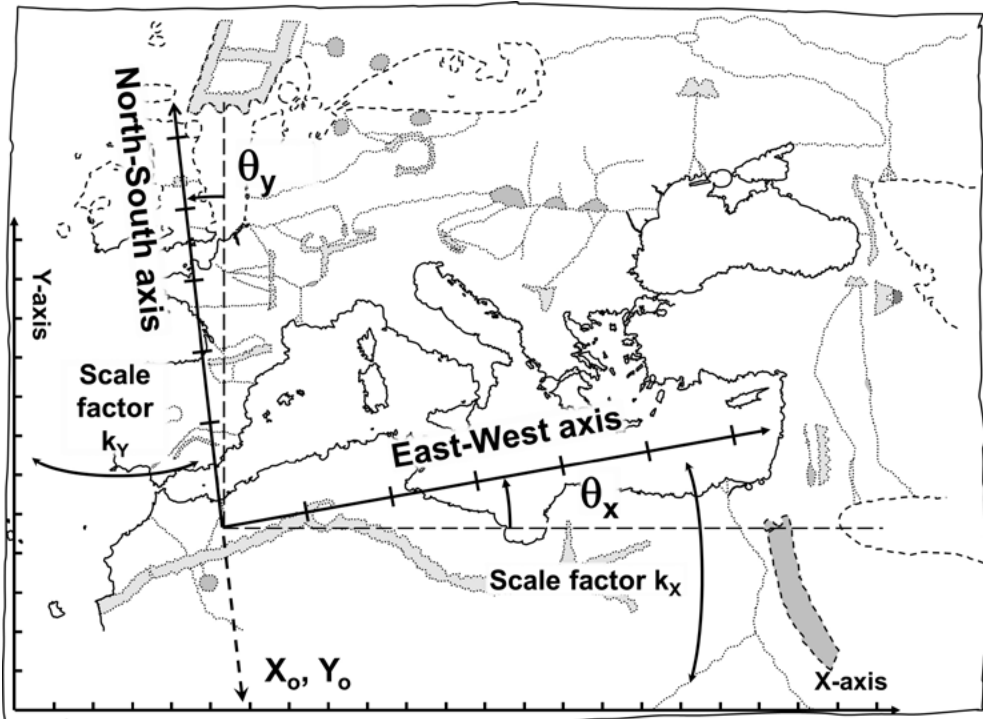 North-South axis
θy
Y-axis
Scale
factor
kY
East-West axis
θx
Scale factor kX
Xo, Yo
X-axis